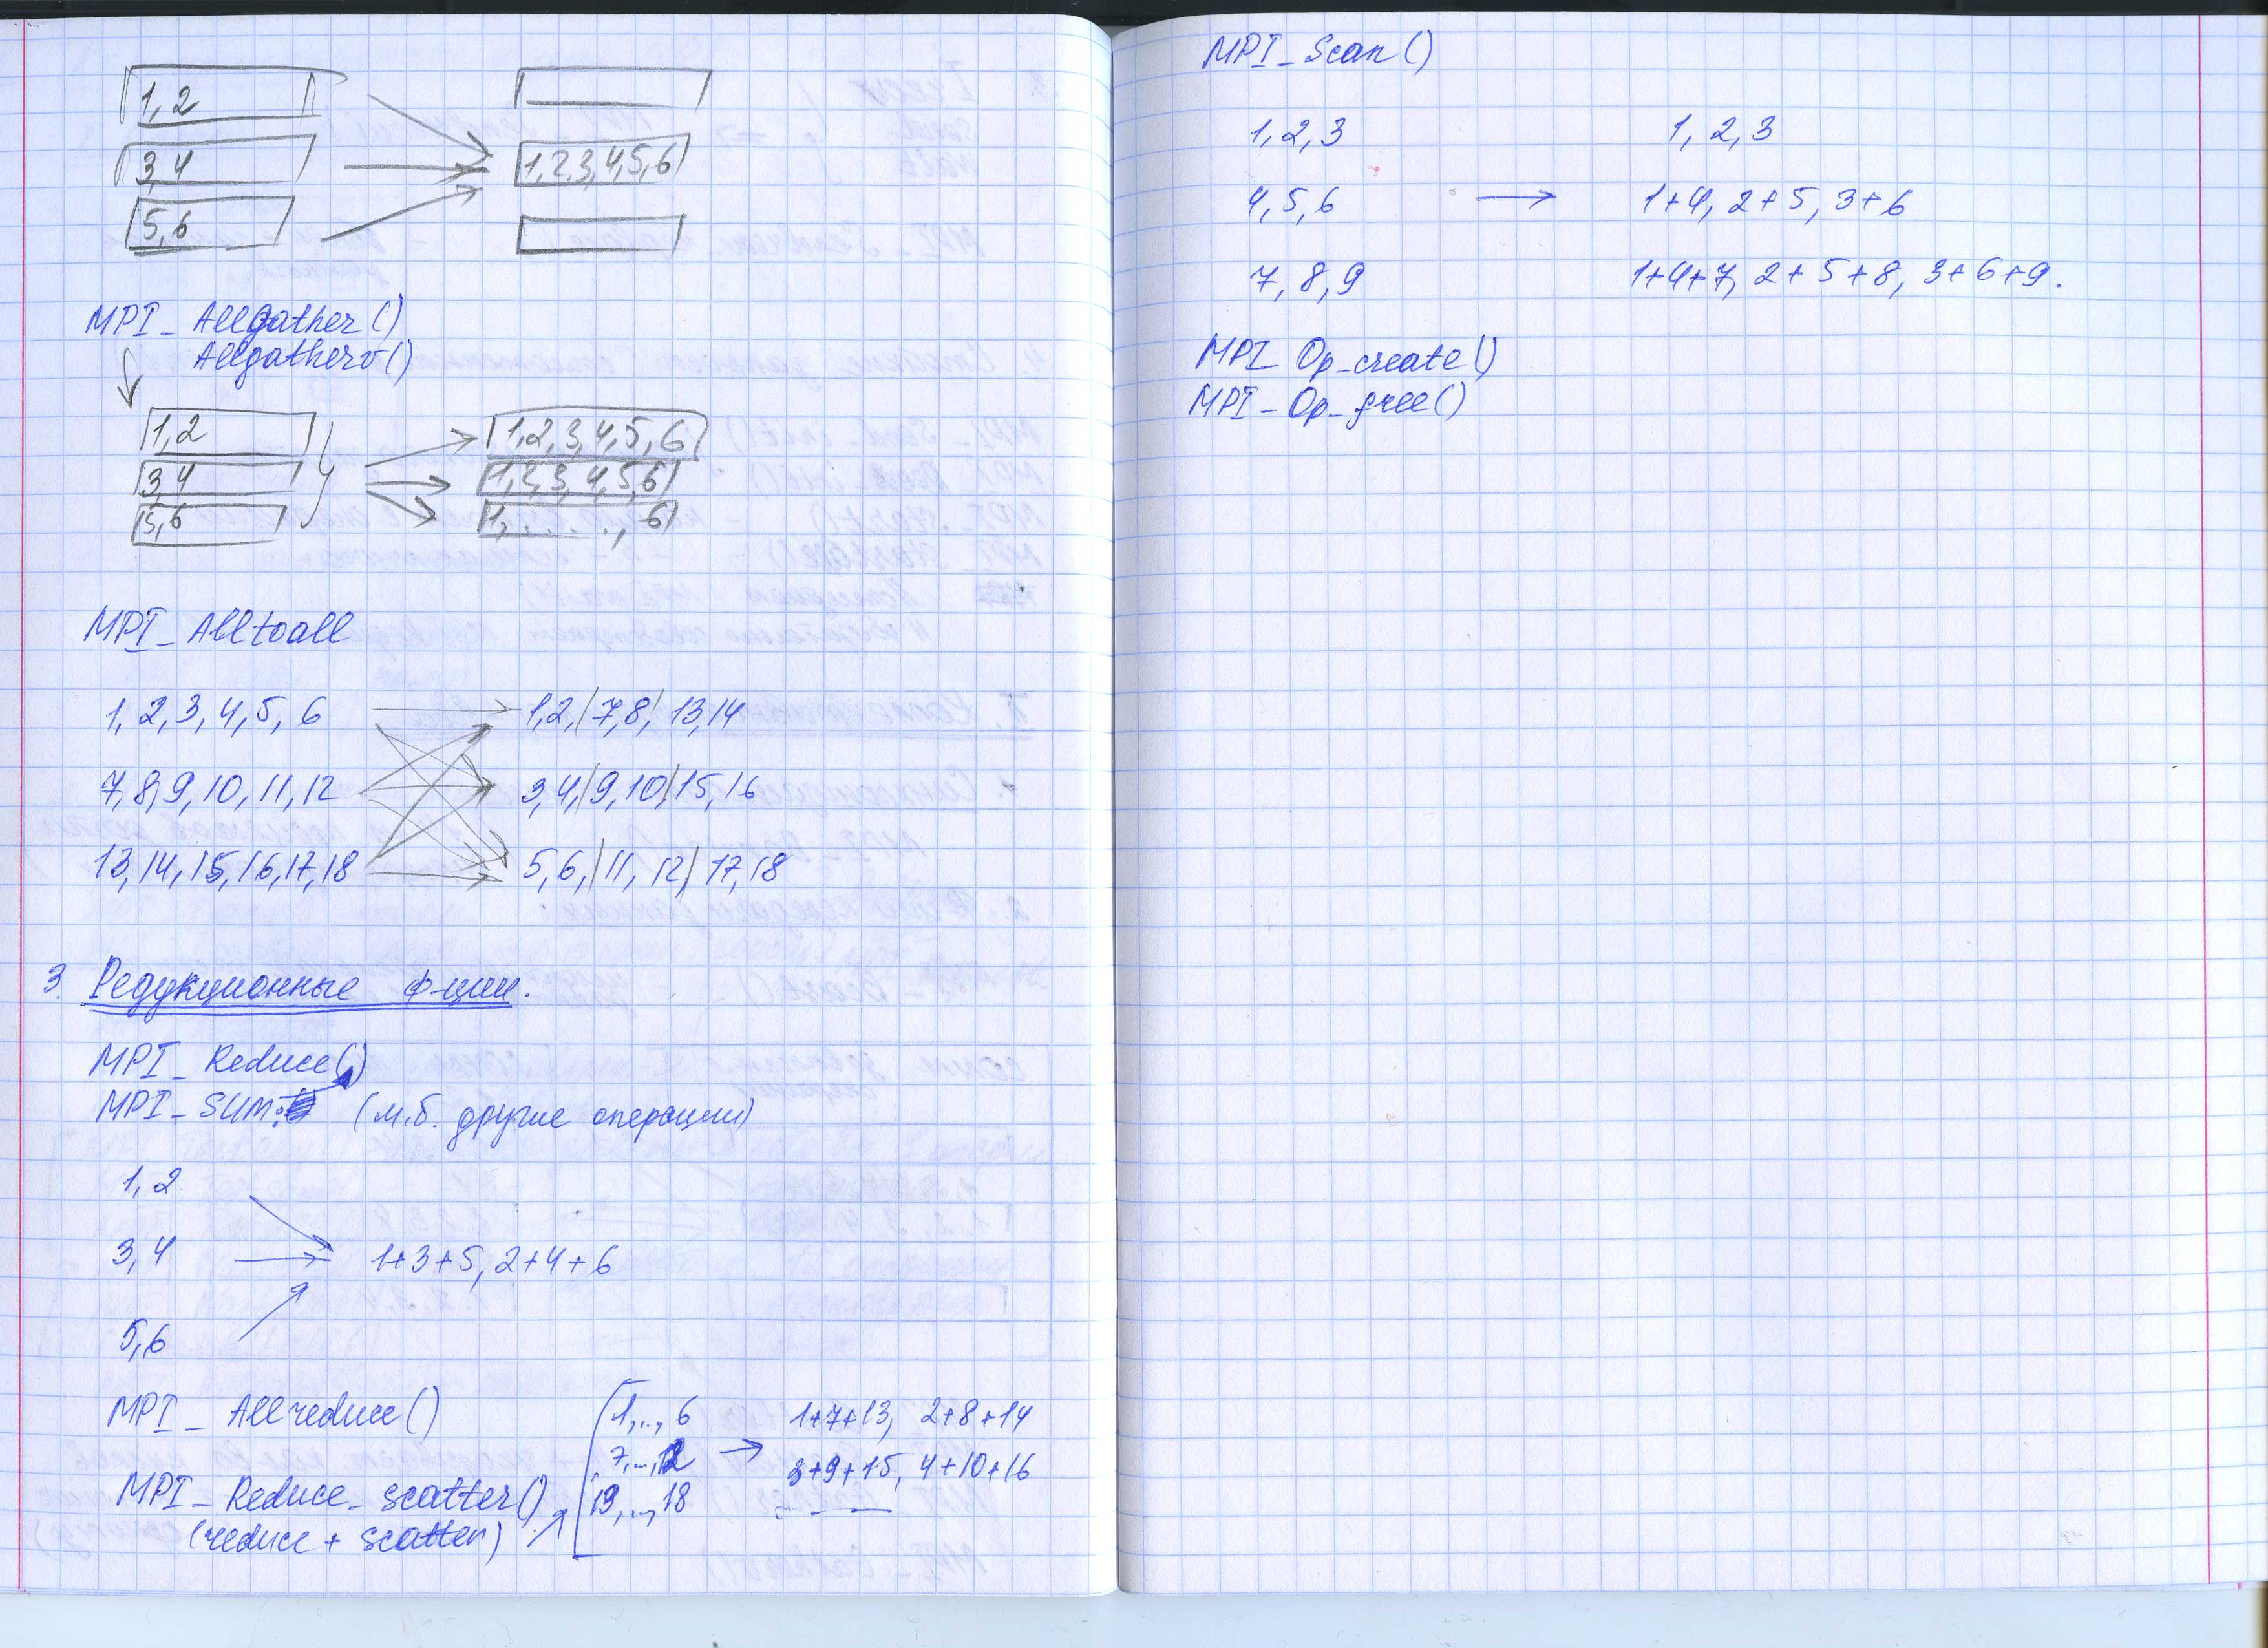 1,2
3,4 1,2,3,4,5,6
5,6
MPI_Allgather()
Allgatherv()
1,2 1,2,3,4,5,6
3,4 1,2,3,4,5,6
5,6 1, . . . . . , 6
MPI_Alltoall
1, 2, 3, 4, 5, 6 1,2, | 7,8 | 13,14
7,8,9,10,11,12 3,4, | 9,10 | 15,16
13,14,15,16,17,18 5,6, | 11, 12 | 17,18
3. Редукционные ф-ции.
MPI_Reduce()
MPI_SUM (м.б. другие операции)
1,2
3,4 1+3+5, 2+4+6
5,6
MPI_Allreduce()
MPI_Reduce_scatter()
(reduce + scatter)
1,..,6 → 1+7+13, 2+8+14
7,..,12 3+9+15, 4+10+16
13,..,18 - - —
MPI_Scan()
1,2,3 1, 2, 3
4,5,6 → 1+4, 2+5, 3+6
7,8,9 1+4+7, 2+5+8, 3+6+9.
MPI_Op_create()
MPI_Op_free()